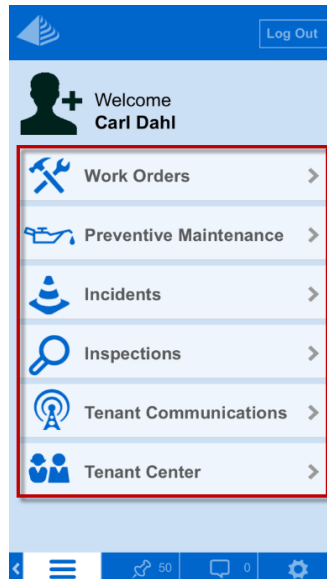 Log Out
Welcome
Carl Dahl
Work Orders
Preventive Maintenance
Incidents
Inspections
Tenant Communications
Tenant Center
50
0